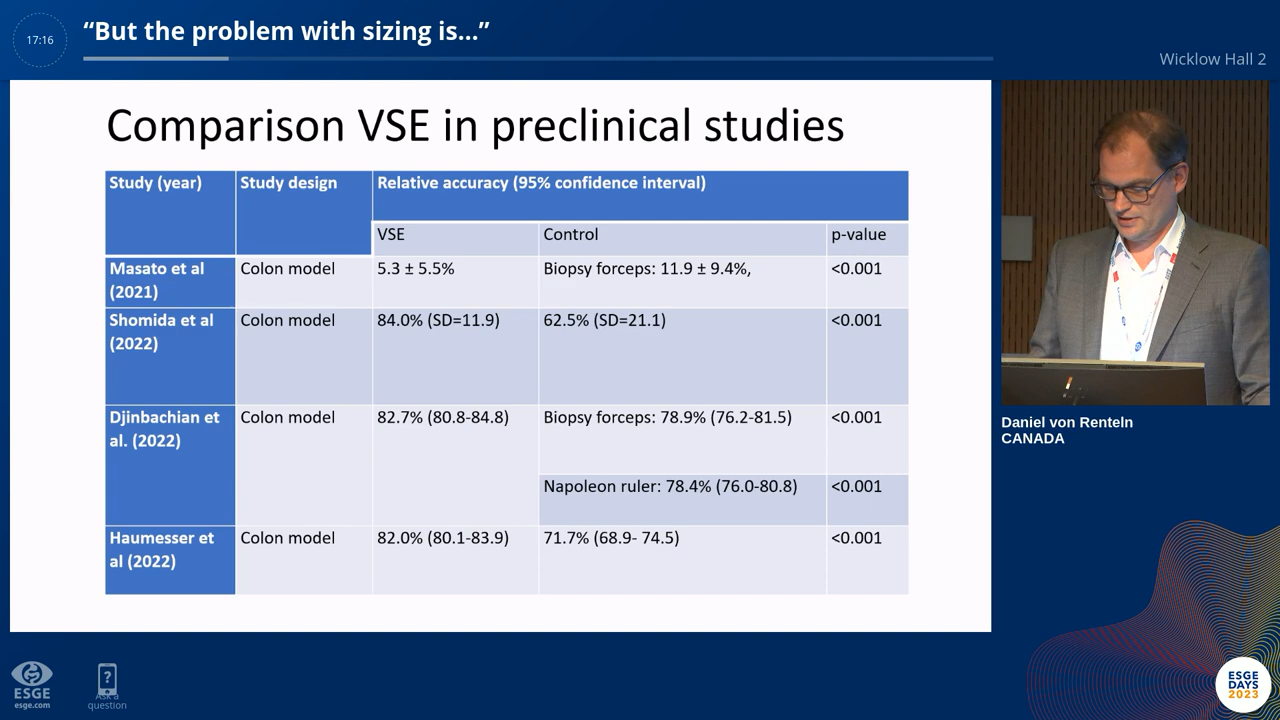 17:16
“But the problem with sizing is...”
Wicklow Hall 2
Comparison VSE in preclinical studies
Study (year) Study design Relative accuracy (95% confidence interval)
VSE Control p-value
Masato et al (2021) Colon model 5.3 ± 5.5% Biopsy forceps: 11.9 ± 9.4%, <0.001
Shomida et al (2022) Colon model 84.0% (SD=11.9) 62.5% (SD=21.1) <0.001
Djinbachian et al. (2022) Colon model 82.7% (80.8-84.8) Biopsy forceps: 78.9% (76.2-81.5) <0.001
Napoleon ruler: 78.4% (76.0-80.8) <0.001
Haumesser et al (2022) Colon model 82.0% (80.1-83.9) 71.7% (68.9- 74.5) <0.001
Daniel von Renteln
CANADA
ESGE
esge.com
?
Ask a
question
ESGE
DAYS
2023